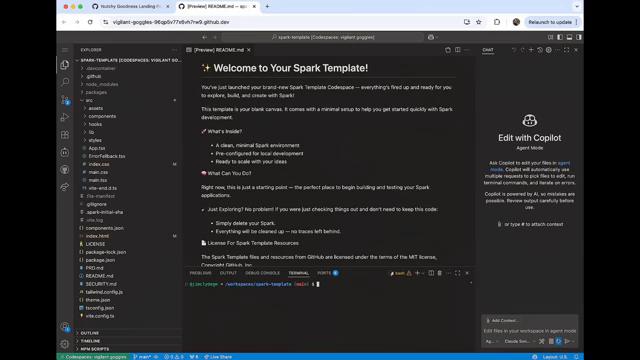 Nutshy Goodness Landing P
[Preview] README.md — sp
vigilant-goggles-96qp5v77x6vh7rw9.github.dev
Relaunch to update
spark-template [Codespaces: vigilant goggles]
EXPLORER
SPARK-TEMPLATE [CODESPACES: VIGILANT GOGGLES]
.devcontainer
.github
node_modules
packages
src
assets
components
hooks
lib
styles
App.tsx
ErrorFallback.tsx
index.css
main.css
main.tsx
vite-end.d.ts
.file-manifest
.gitignore
.spark-initial-sha
vite.log
components.json
index.html
LICENSE
package-lock.json
package.json
PRD.md
README.md
SECURITY.md
tailwind.config.js
theme.json
tsconfig.json
vite.config.ts
OUTLINE
TIMELINE
NPM SCRIPTS
[Preview] README.md
✨ Welcome to Your Spark Template!
You've just launched your brand-new Spark Template Codespace — everything's fired up and ready for you
to explore, build, and create with Spark!
This template is your blank canvas. It comes with a minimal setup to help you get started quickly with Spark
development.
🚀 What's Inside?
• A clean, minimal Spark environment
• Pre-configured for local development
• Ready to scale with your ideas
🧠 What Can You Do?
Right now, this is just a starting point — the perfect place to begin building and testing your Spark
applications.
✓ Just Exploring? No problem! If you were just checking things out and don't need to keep this code:
• Simply delete your Spark.
• Everything will be cleaned up — no traces left behind.
📄 License For Spark Template Resources
The Spark Template files and resources from GitHub are licensed under the terms of the MIT license,
Copyright GitHub, Inc.
PROBLEMS OUTPUT DEBUG CONSOLE TERMINAL PORTS
bash
→ /workspaces/spark-template (main) $
CHAT
Edit with Copilot
Agent Mode
Ask Copilot to edit your files in agent
mode. Copilot will automatically use
multiple requests to pick files to edit, run
terminal commands, and iterate on errors.
Copilot is powered by AI, so mistakes are
possible. Review output carefully before
use.
or type # to attach context
Add Context...
Edit files in your workspace in agent mode
Claude Son
Codespaces: vigilant goggles
main*
Live Share
Layout: U.S.